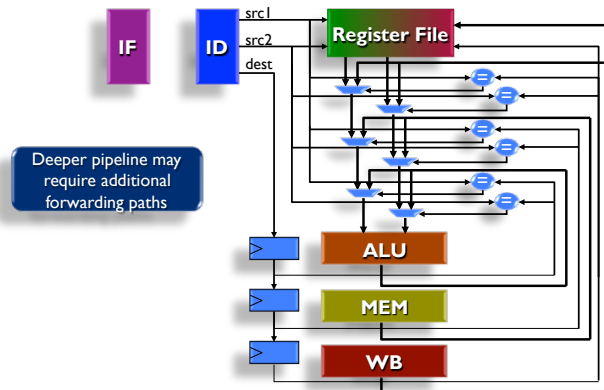 IF
ID
src1
src2
dest
Register File
=
=
=
=
=
=
Deeper pipeline may
require additional
forwarding paths
ALU
MEM
WB